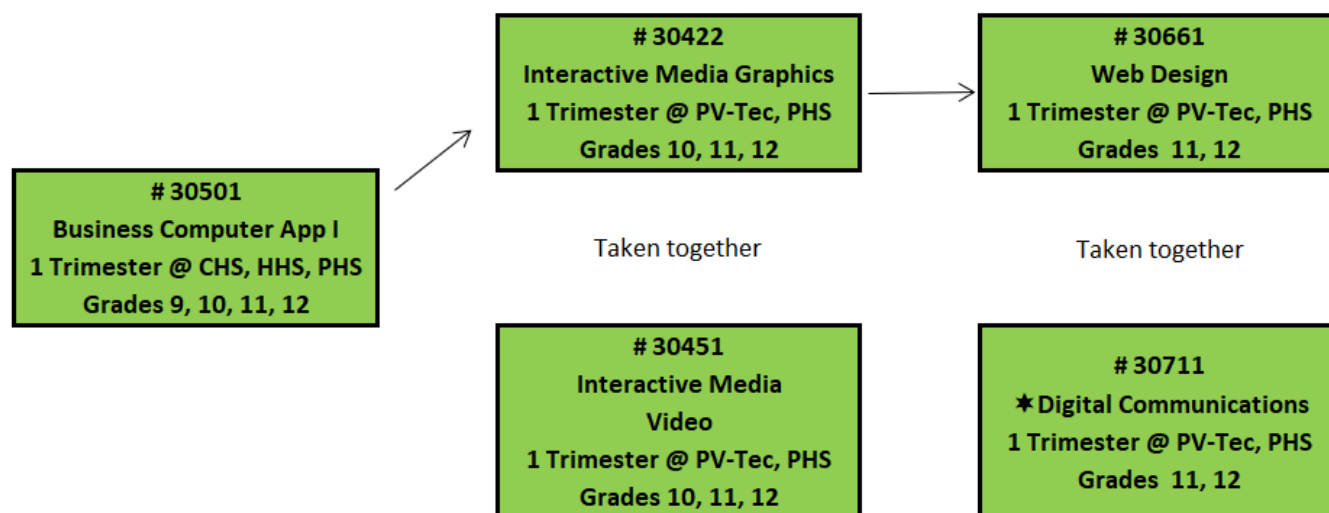 # 30422
Interactive Media Graphics
1 Trimester @ PV-Tec, PHS
Grades 10, 11, 12
# 30661
Web Design
1 Trimester @ PV-Tec, PHS
Grades 11, 12
# 30501
Business Computer App I
1 Trimester @ CHS, HHS, PHS
Grades 9, 10, 11, 12
Taken together
Taken together
# 30451
Interactive Media
Video
1 Trimester @ PV-Tec, PHS
Grades 10, 11, 12
# 30711
✶Digital Communications
1 Trimester @ PV-Tec, PHS
Grades 11, 12